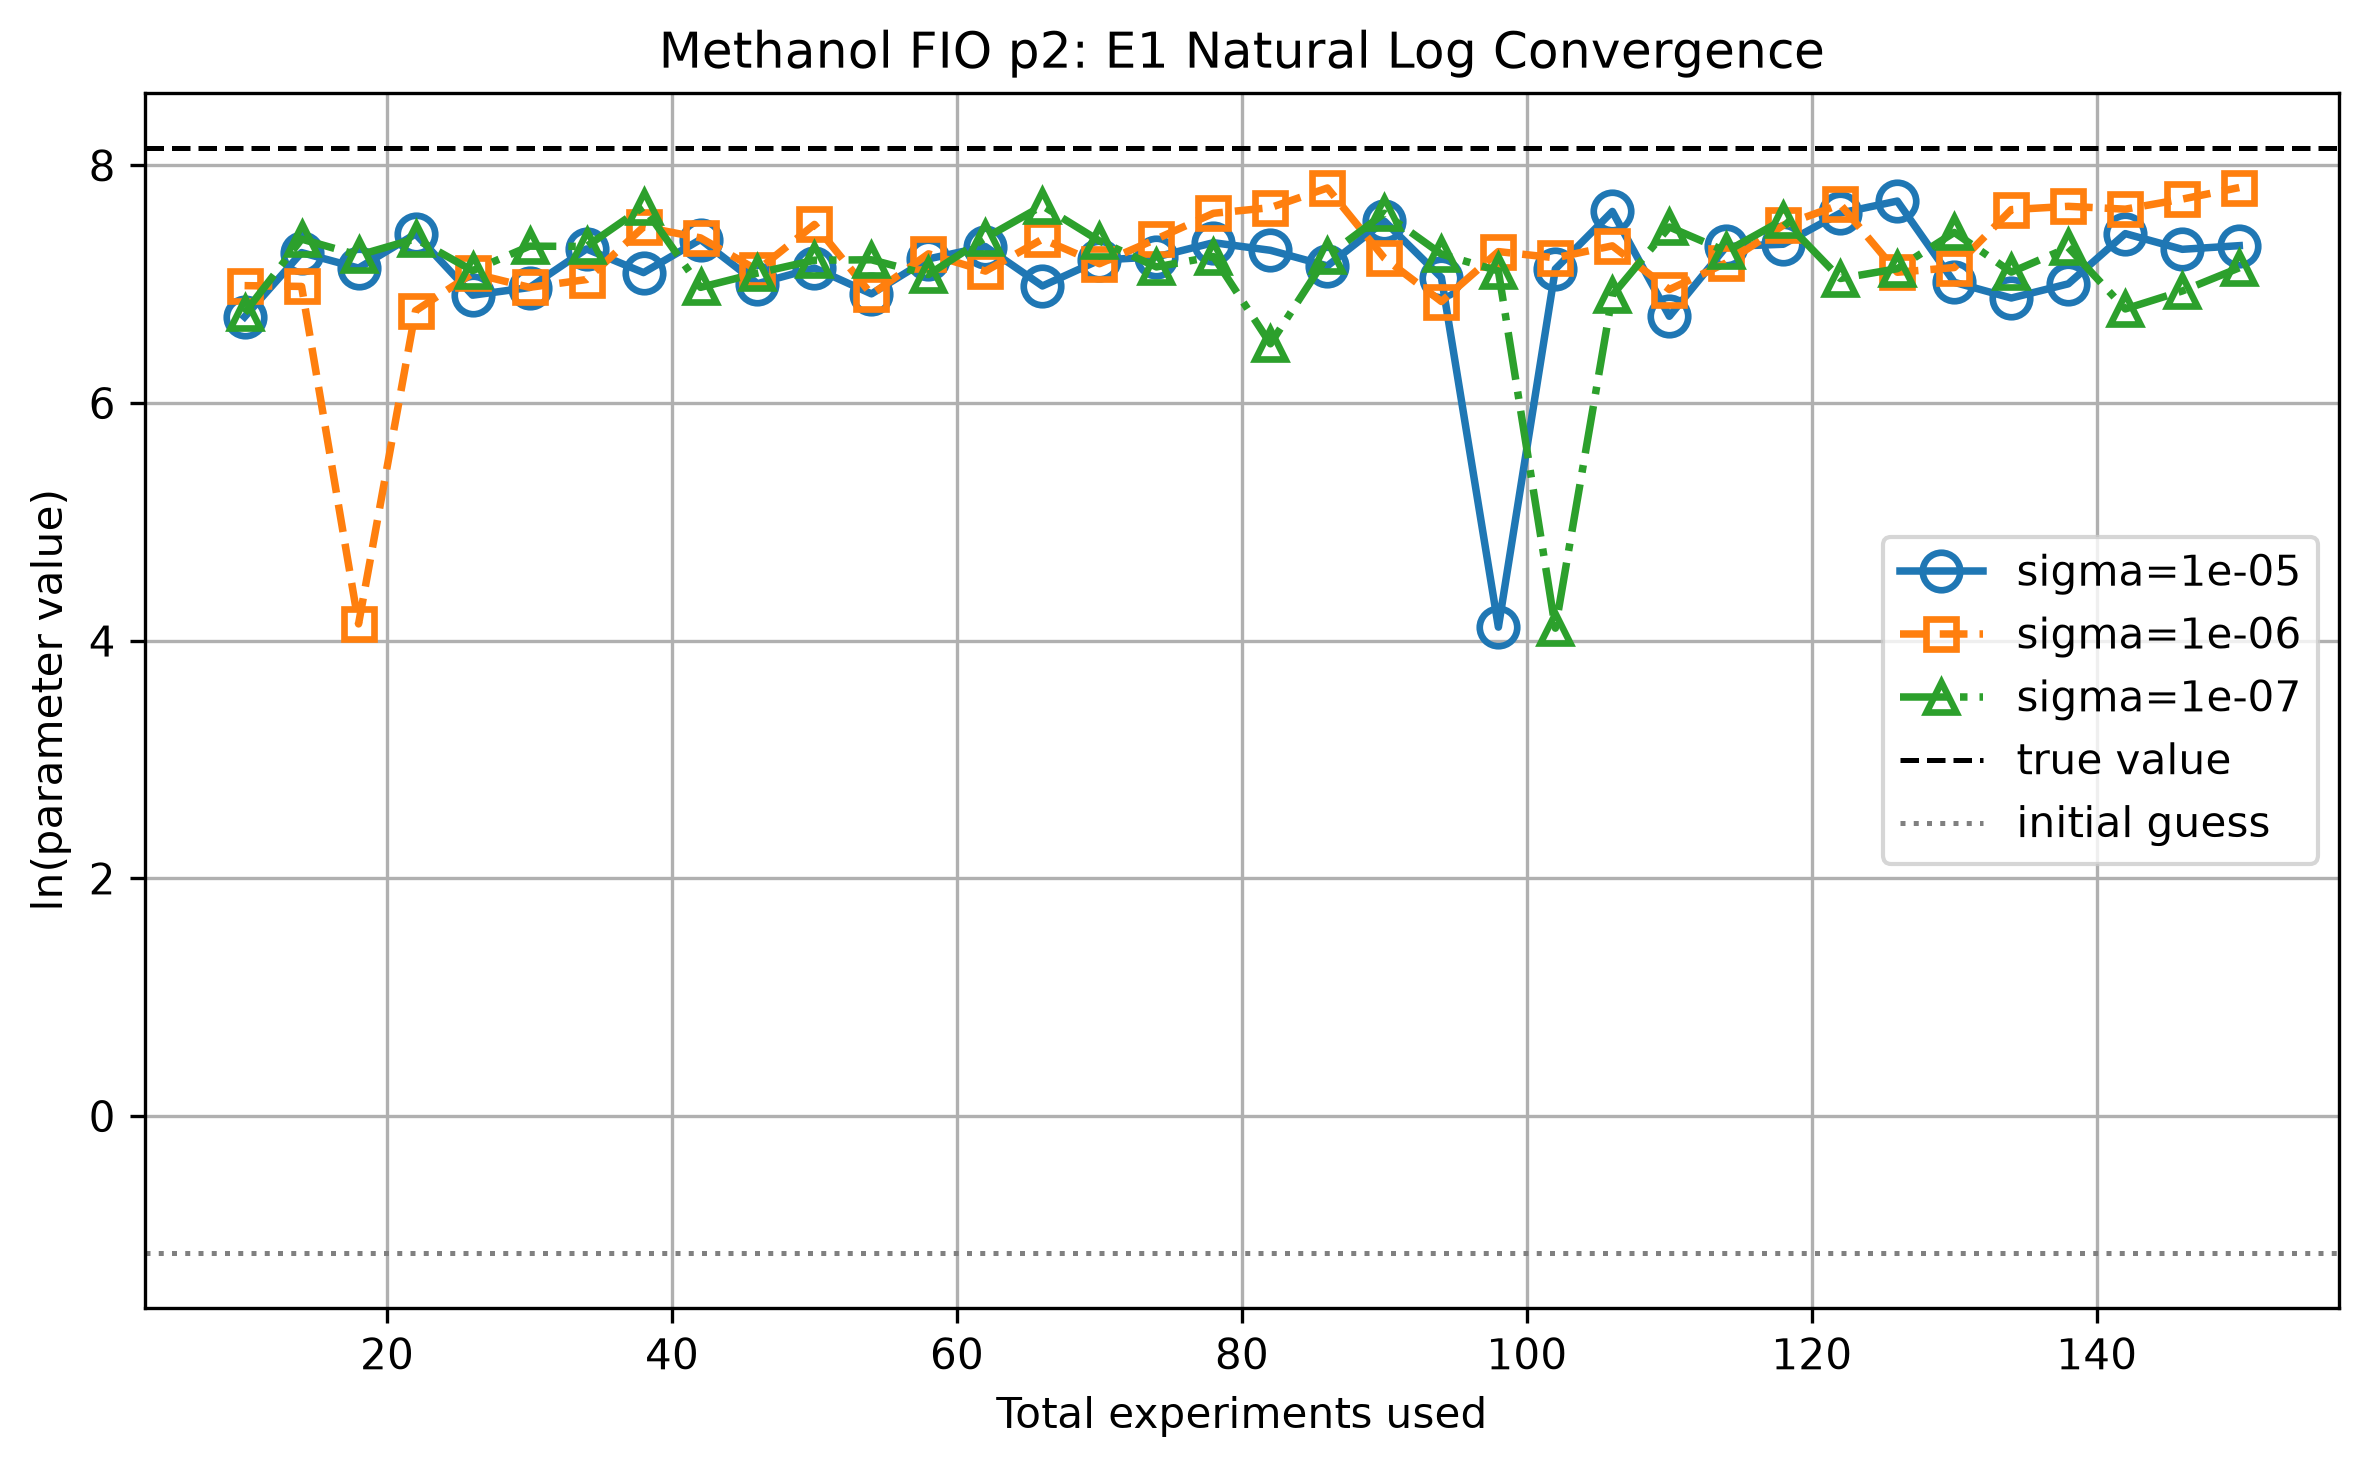 Methanol FIO p2: E1 Natural Log Convergence
ln(parameter value)
8
6
4
2
0
sigma=1e-05
sigma=1e-06
sigma=1e-07
true value
initial guess
20 40 60 80 100 120 140
Total experiments used